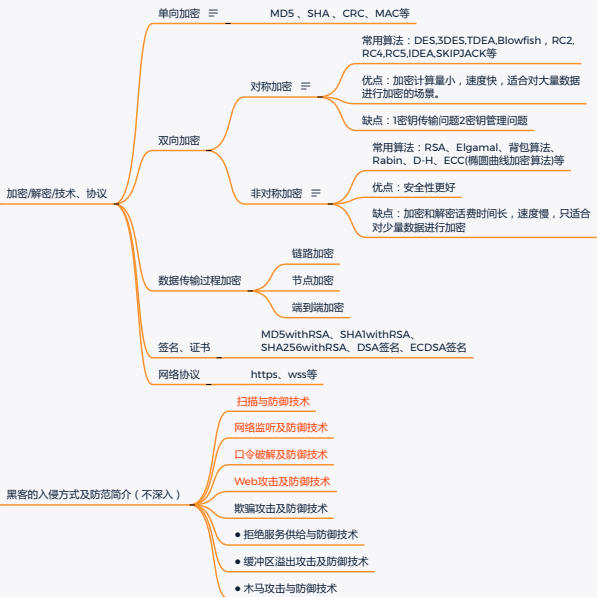 单向加密
MD5 、SHA 、CRC、MAC等
常用算法：DES,3DES,TDEA,Blowfish，RC2,
RC4,RC5,IDEA,SKIPJACK等
对称加密
优点：加密计算量小，速度快，适合对大量数据
进行加密的场景。
缺点：1密钥传输问题2密钥管理问题
双向加密
常用算法：RSA、Elgamal、背包算法、
Rabin、D-H、ECC(椭圆曲线加密算法)等
加密/解密/技术、协议
非对称加密
优点：安全性更好
缺点：加密和解密话费时间长，速度慢，只适合
对少量数据进行加密
链路加密
数据传输过程加密
节点加密
端到端加密
签名、证书
MD5withRSA、SHA1withRSA、
SHA256withRSA、DSA签名、ECDSA签名
网络协议
https、wss等
扫描与防御技术
网络监听及防御技术
口令破解及防御技术
Web攻击及防御技术
黑客的入侵方式及防范简介（不深入）
欺骗攻击及防御技术
● 拒绝服务供给与防御技术
● 缓冲区溢出攻击及防御技术
● 木马攻击与防御技术